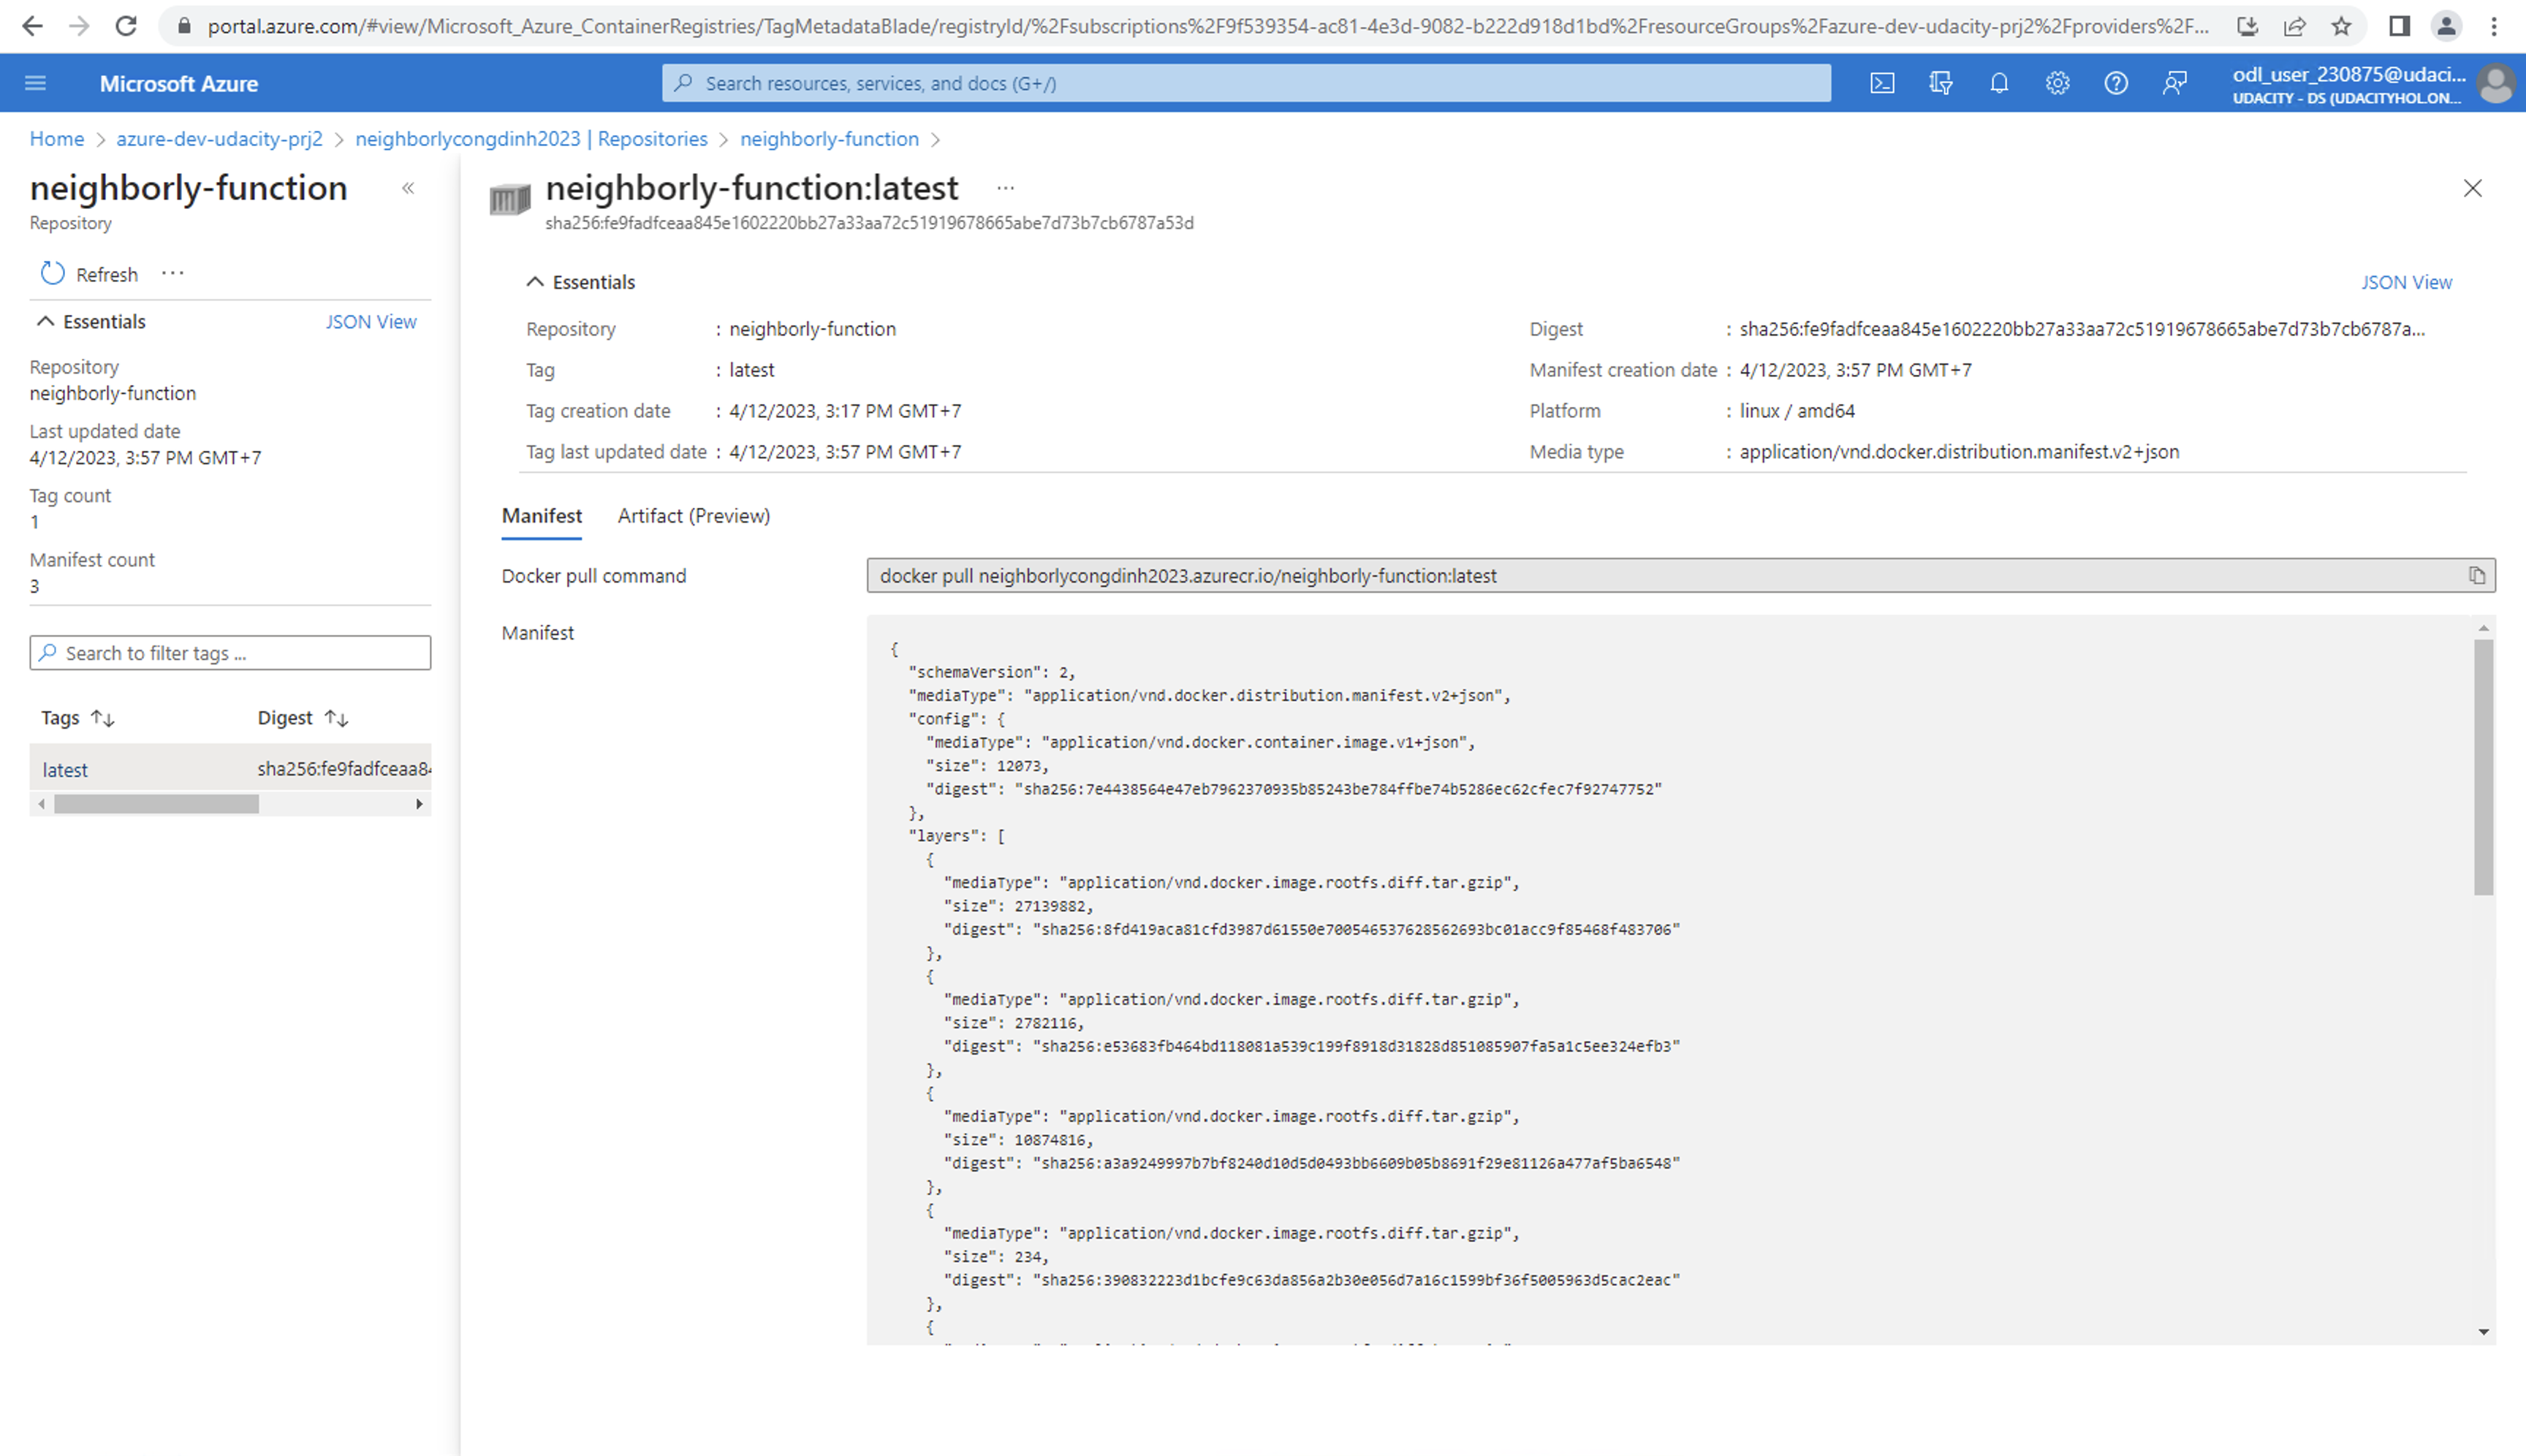 portal.azure.com/#view/Microsoft_Azure_ContainerRegistries/TagMetadataBlade/registryId/%2Fsubscriptions%2F9f539354-ac81-4e3d-9082-b222d918d1bd%2FresourceGroups%2Fazure-dev-udacity-prj2%2Fproviders%2F...
Microsoft Azure
Search resources, services, and docs (G+/)
odl_user_230875@udaci...
UDACITY - DS (UDACITYHOL.ON...
Home > azure-dev-udacity-prj2 > neighborlycongdinh2023 | Repositories > neighborly-function >
neighborly-function
Repository
Refresh ...
Essentials JSON View
Repository
neighborly-function
Last updated date
4/12/2023, 3:57 PM GMT+7
Tag count
1
Manifest count
3
Search to filter tags ...
Tags Digest
latest sha256:fe9fadfceaa8
neighborly-function:latest ...
sha256:fe9fadfceaa845e1602220bb27a33aa72c51919678665abe7d73b7cb6787a53d
Essentials JSON View
Repository : neighborly-function
Tag : latest
Tag creation date : 4/12/2023, 3:17 PM GMT+7
Tag last updated date : 4/12/2023, 3:57 PM GMT+7
Digest : sha256:fe9fadfceaa845e1602220bb27a33aa72c51919678665abe7d73b7cb6787a...
Manifest creation date : 4/12/2023, 3:57 PM GMT+7
Platform : linux / amd64
Media type : application/vnd.docker.distribution.manifest.v2+json
Manifest Artifact (Preview)
Docker pull command docker pull neighborlycongdinh2023.azurecr.io/neighborly-function:latest
Manifest
{
"schemaVersion": 2,
"mediaType": "application/vnd.docker.distribution.manifest.v2+json",
"config": {
"mediaType": "application/vnd.docker.container.image.v1+json",
"size": 12073,
"digest": "sha256:7e4438564e47eb7962370935b85243be784ffbe74b5286ec62cfec7f92747752"
},
"layers": [
{
"mediaType": "application/vnd.docker.image.rootfs.diff.tar.gzip",
"size": 27139882,
"digest": "sha256:8fd419aca81cfd3987d61550e700546537628562693bc01acc9f85468f483706"
},
{
"mediaType": "application/vnd.docker.image.rootfs.diff.tar.gzip",
"size": 2782116,
"digest": "sha256:e53683fb464bd118081a539c199f8918d31828d851085907fa5a1c5ee324efb3"
},
{
"mediaType": "application/vnd.docker.image.rootfs.diff.tar.gzip",
"size": 10874816,
"digest": "sha256:a3a9249997b7bf8240d10d5d0493bb6609b05b8691f29e81126a477af5ba6548"
},
{
"mediaType": "application/vnd.docker.image.rootfs.diff.tar.gzip",
"size": 234,
"digest": "sha256:390832223d1bcfe9c63da856a2b30e056d7a16c1599bf36f5005963d5cac2eac"
},
{